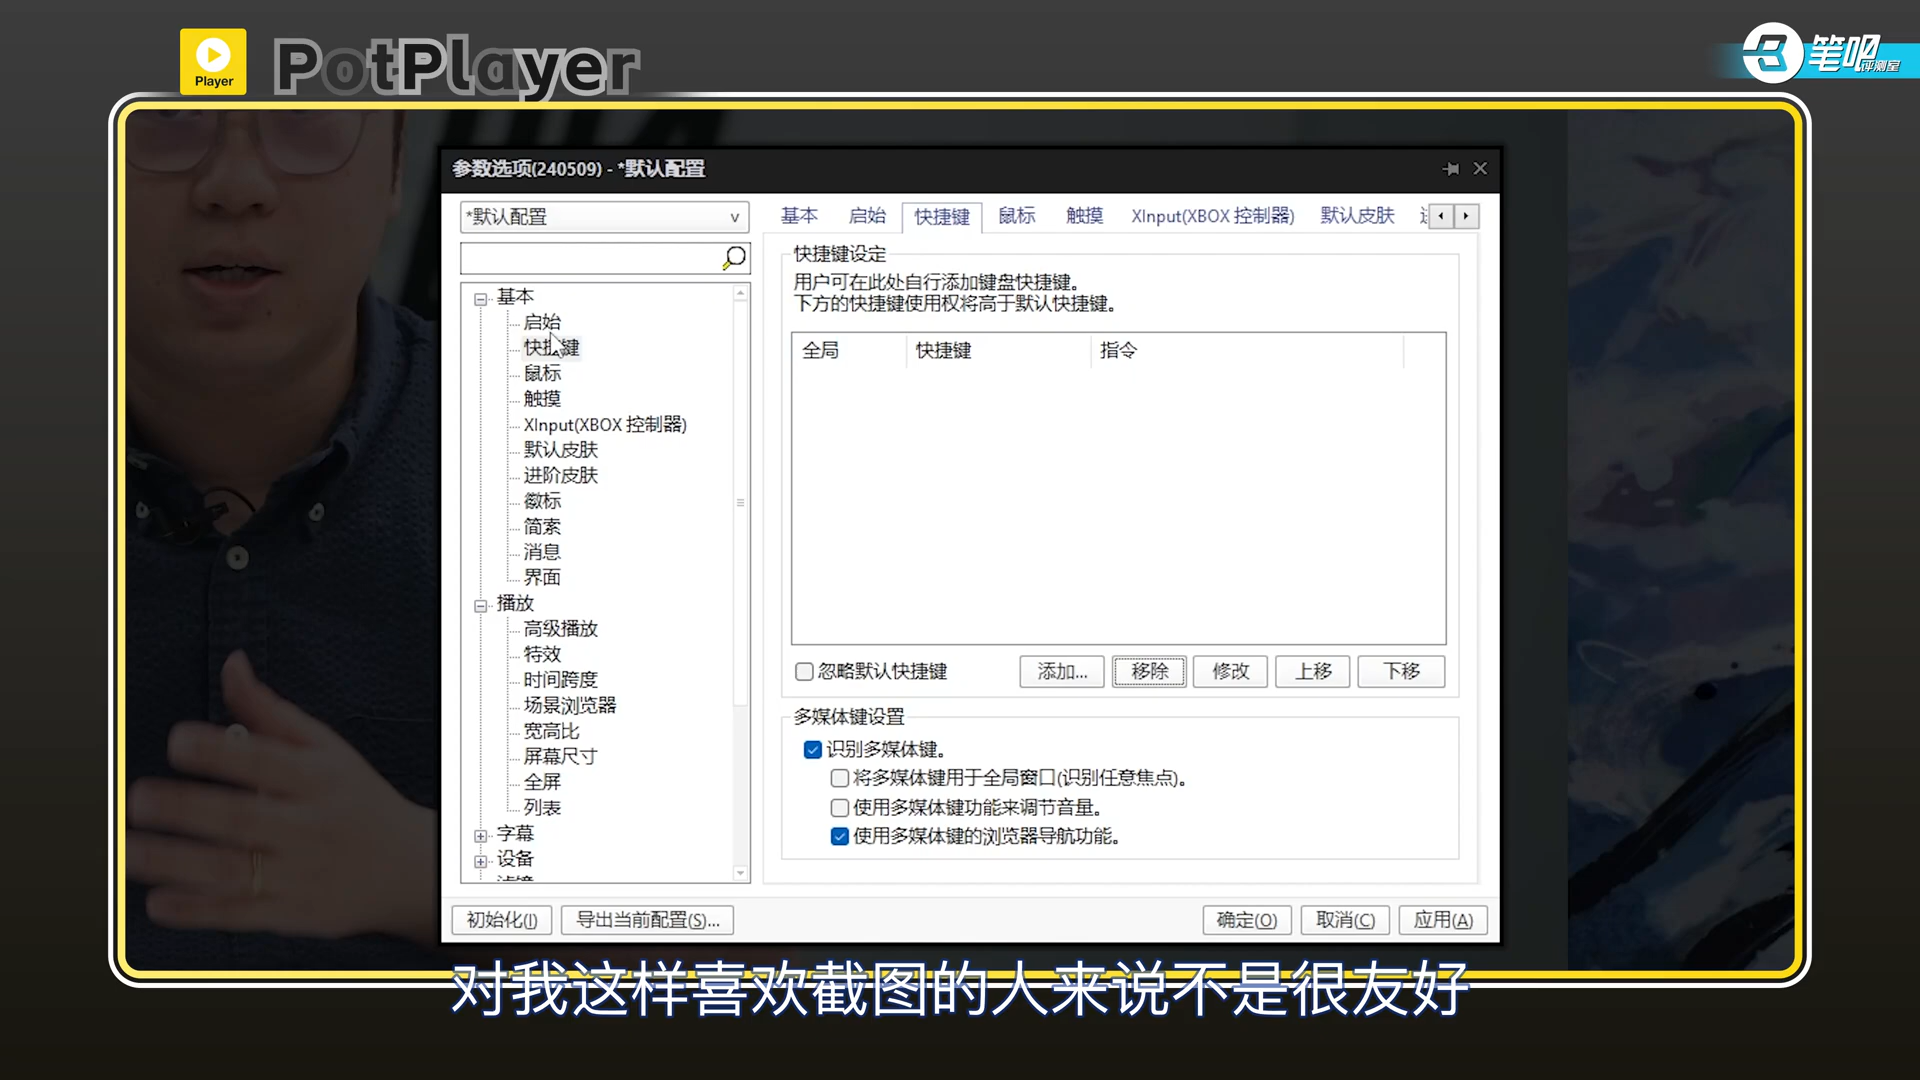 Player
PotPlayer
笔吧评测室
参数选项(240509) - *默认配置
*默认配置
基本 启始 快捷键 鼠标 触摸 XInput(XBOX 控制器) 默认皮肤
基本
启始
快捷键
鼠标
触摸
XInput(XBOX 控制器)
默认皮肤
进阶皮肤
徽标
简索
消息
界面
播放
高级播放
特效
时间跨度
场景浏览器
宽高比
屏幕尺寸
全屏
列表
字幕
设备
快捷键设定
用户可在此处自行添加键盘快捷键。
下方的快捷键使用权将高于默认快捷键。
全局 快捷键 指令
忽略默认快捷键 添加... 移除 修改 上移 下移
多媒体键设置
识别多媒体键。
将多媒体键用于全局窗口(识别任意焦点)。
使用多媒体键功能来调节音量。
使用多媒体键的浏览器导航功能。
初始化(I) 导出当前配置(S)... 确定(O) 取消(C) 应用(A)
对我这样喜欢截图的人来说不是很友好